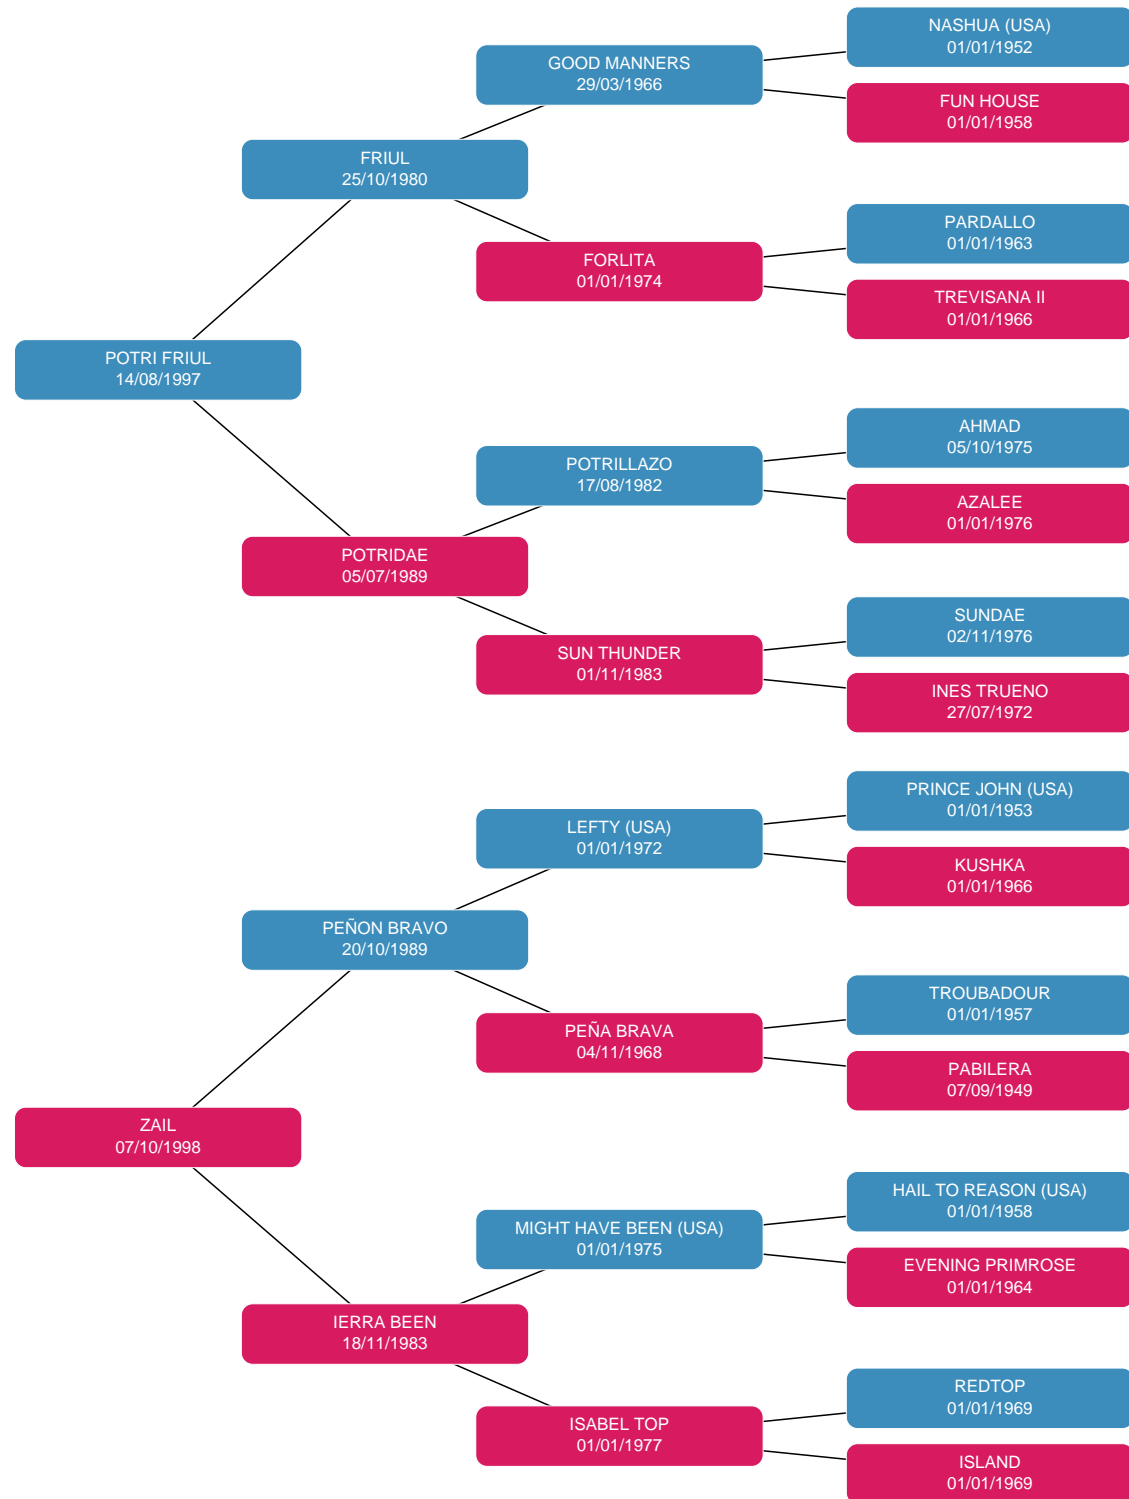 NASHUA (USA)
01/01/1952
GOOD MANNERS
29/03/1966
FUN HOUSE
01/01/1958
FRIUL
25/10/1980
PARDALLO
01/01/1963
FORLITA
01/01/1974
TREVISANA II
01/01/1966
POTRI FRIUL
14/08/1997
AHMAD
05/10/1975
POTRILLAZO
17/08/1982
AZALEE
01/01/1976
POTRIDAE
05/07/1989
SUNDAE
02/11/1976
SUN THUNDER
01/11/1983
INES TRUENO
27/07/1972
PRINCE JOHN (USA)
01/01/1953
LEFTY (USA)
01/01/1972
KUSHKA
01/01/1966
PEÑON BRAVO
20/10/1989
TROUBADOUR
01/01/1957
PEÑA BRAVA
04/11/1968
PABILERA
07/09/1949
ZAIL
07/10/1998
HAIL TO REASON (USA)
01/01/1958
MIGHT HAVE BEEN (USA)
01/01/1975
EVENING PRIMROSE
01/01/1964
IERRA BEEN
18/11/1983
REDTOP
01/01/1969
ISABEL TOP
01/01/1977
ISLAND
01/01/1969